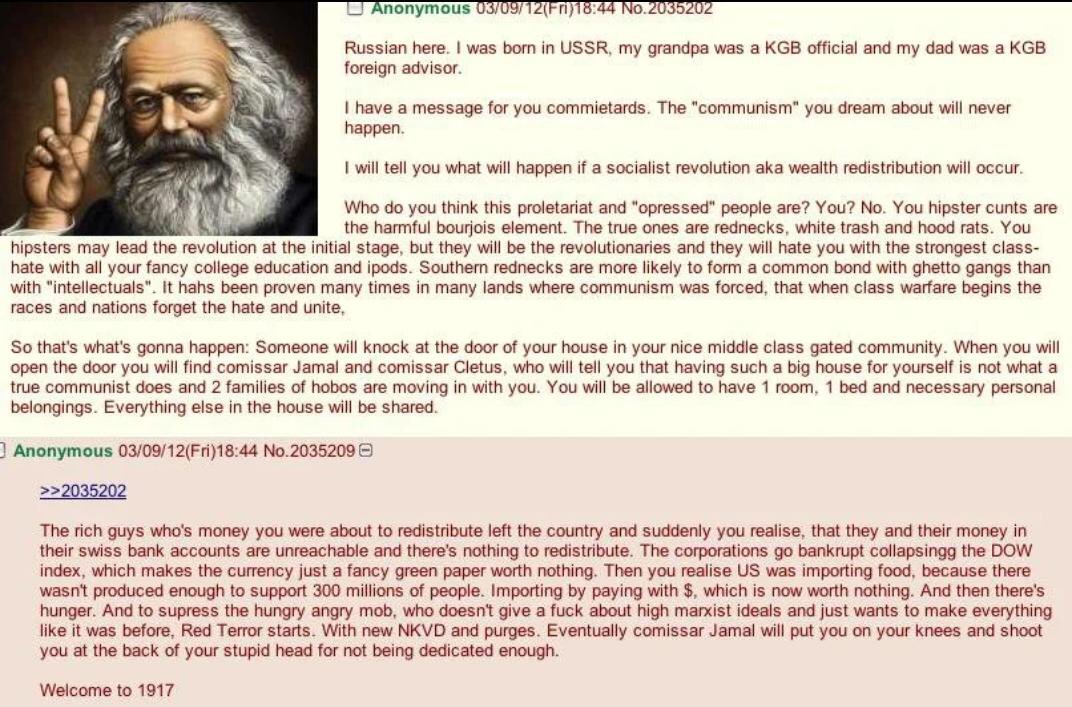 Anonymous 03/09/12(Fri)18:44 No.2035202
Russian here. I was born in USSR, my grandpa was a KGB official and my dad was a KGB
foreign advisor.
I have a message for you commietards. The "communism" you dream about will never
happen.
I will tell you what will happen if a socialist revolution aka wealth redistribution will occur.
Who do you think this proletariat and "opressed" people are? You? No. You hipster cunts are
the harmful bourjois element. The true ones are rednecks, white trash and hood rats. You
hipsters may lead the revolution at the initial stage, but they will be the revolutionaries and they will hate you with the strongest class-
hate with all your fancy college education and ipods. Southern rednecks are more likely to form a common bond with ghetto gangs than
with "intellectuals". It hahs been proven many times in many lands where communism was forced, that when class warfare begins the
races and nations forget the hate and unite,
So that's what's gonna happen: Someone will knock at the door of your house in your nice middle class gated community. When you will
open the door you will find comissar Jamal and comissar Cletus, who will tell you that having such a big house for yourself is not what a
true communist does and 2 families of hobos are moving in with you. You will be allowed to have 1 room, 1 bed and necessary personal
belongings. Everything else in the house will be shared.
Anonymous 03/09/12(Fri)18:44 No.2035209
>>2035202
The rich guys who's money you were about to redistribute left the country and suddenly you realise, that they and their money in
their swiss bank accounts are unreachable and there's nothing to redistribute. The corporations go bankrupt collapsingg the DOW
index, which makes the currency just a fancy green paper worth nothing. Then you realise US was importing food, because there
wasn't produced enough to support 300 millions of people. Importing by paying with $, which is now worth nothing. And then there's
hunger. And to supress the hungry angry mob, who doesn't give a fuck about high marxist ideals and just wants to make everything
like it was before, Red Terror starts. With new NKVD and purges. Eventually comissar Jamal will put you on your knees and shoot
you at the back of your stupid head for not being dedicated enough.
Welcome to 1917